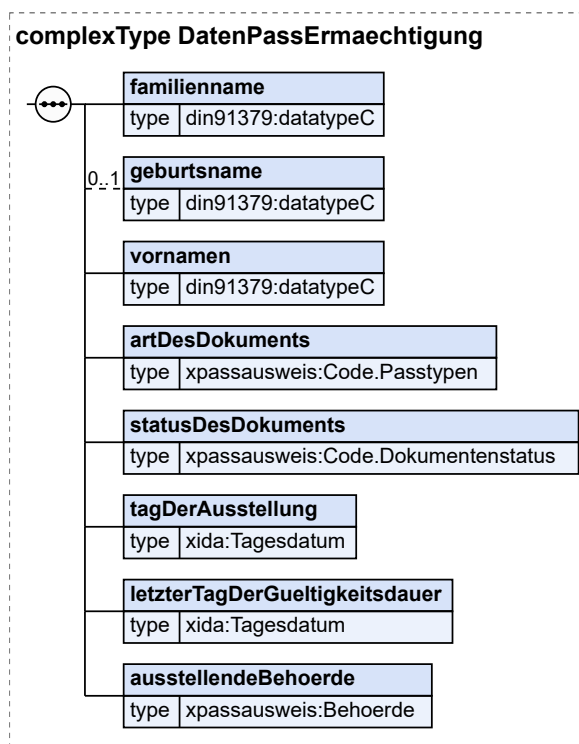 complexType DatenPassErmaechtigung
familienname
type din91379:datatypeC
0..1 geburtsname
type din91379:datatypeC
vornamen
type din91379:datatypeC
artDesDokuments
type xpassausweis:Code.Passtypen
statusDesDokuments
type xpassausweis:Code.Dokumentenstatus
tagDerAusstellung
type xida:Tagesdatum
letzterTagDerGueltigkeitsdauer
type xida:Tagesdatum
ausstellendeBehoerde
type xpassausweis:Behoerde